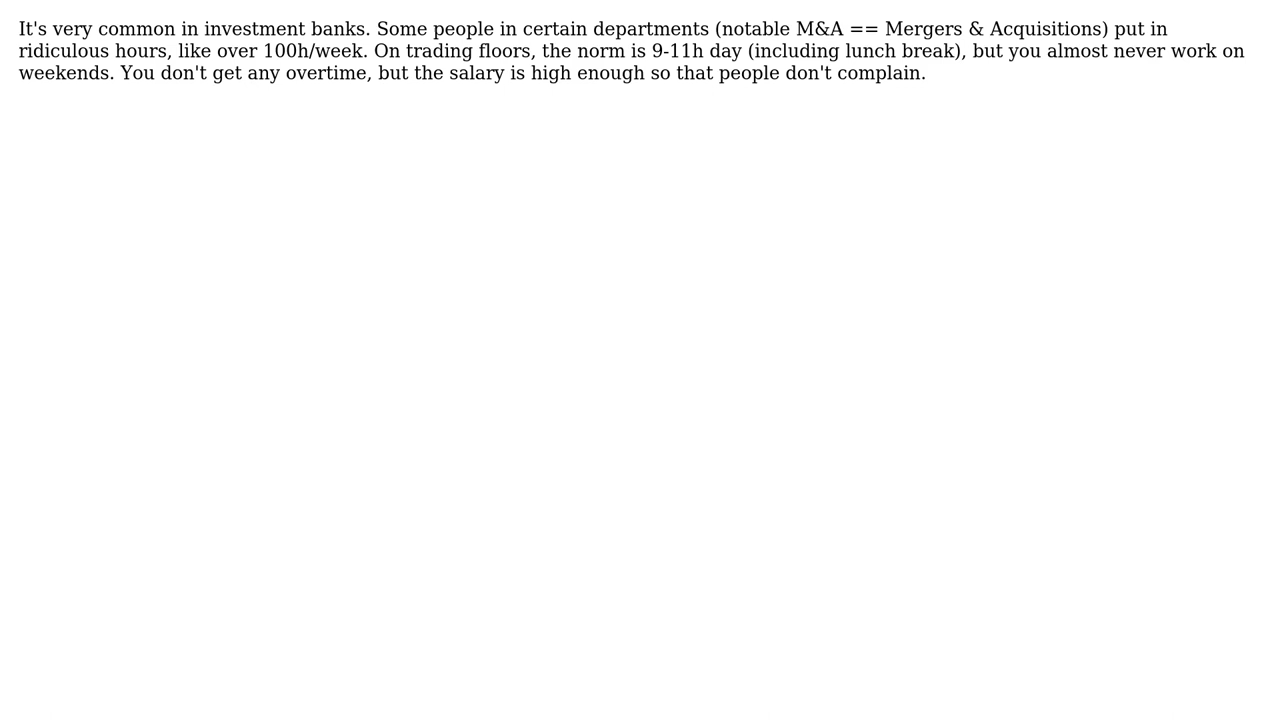 It's very common in investment banks. Some people in certain departments (notable M&A == Mergers & Acquisitions) put in
ridiculous hours, like over 100h/week. On trading floors, the norm is 9-11h day (including lunch break), but you almost never work on
weekends. You don't get any overtime, but the salary is high enough so that people don't complain.